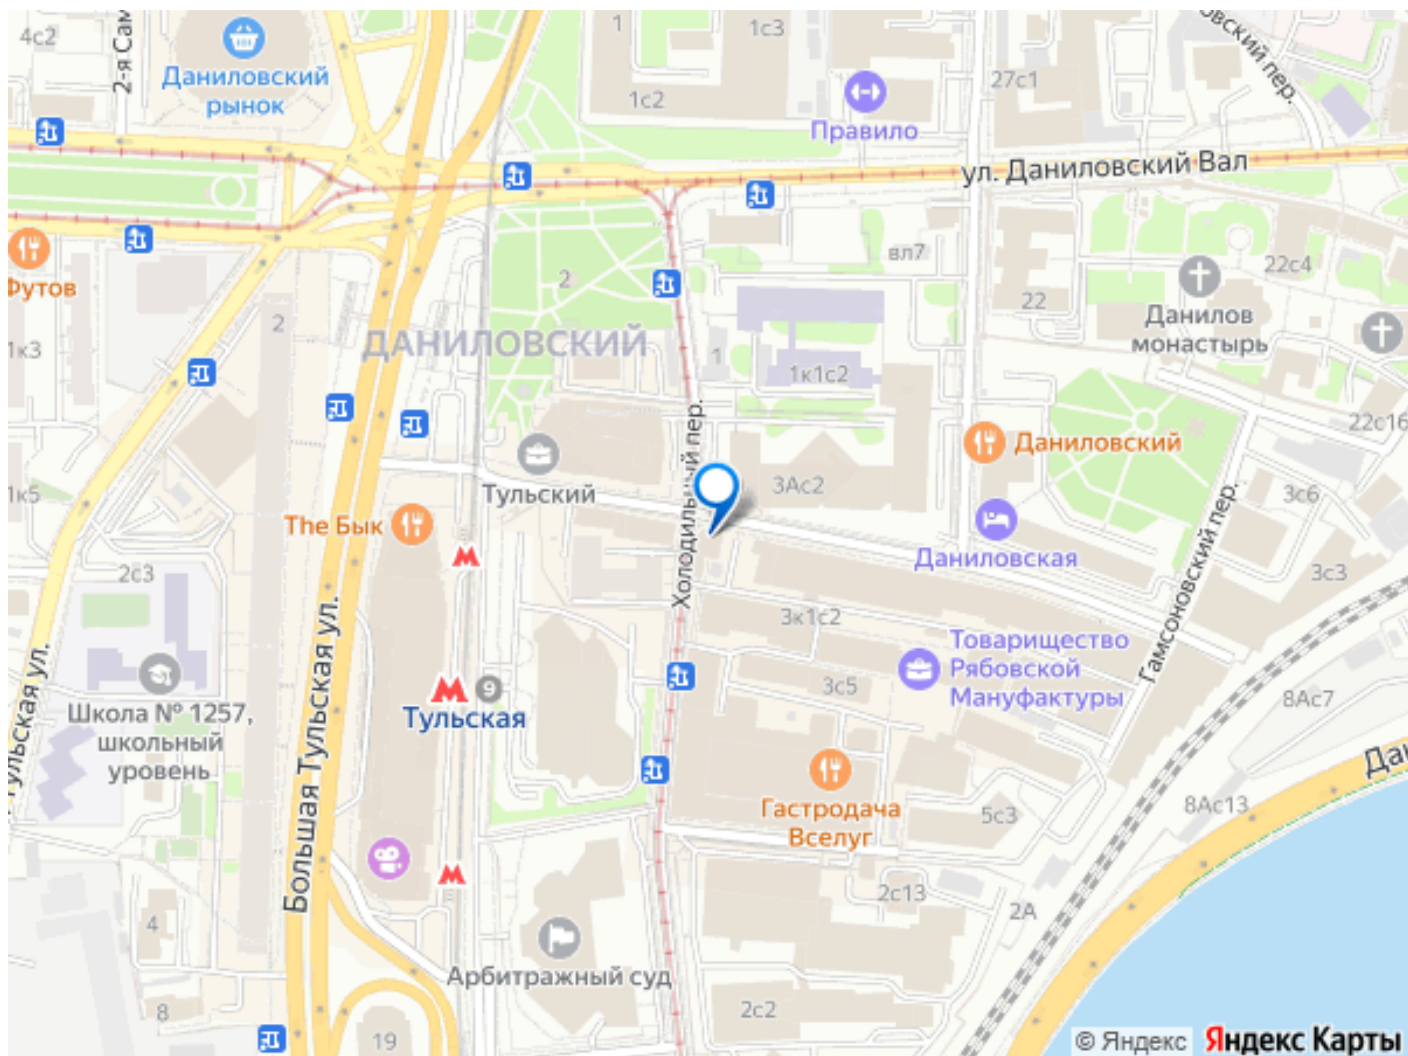 4с2
2-я Сам
Даниловский
рынок
1
1с3
1с2
27с1
Правило
овский пер.
ул. Даниловский Вал
Футов
1к3
2
2
ДАНИЛОВСКИЙ
вл7
22
22с4
Данилов
монастырь
1
1к1с2
22с16
Холодильный пер.
Даниловский
3Ас2
Тульский
1к5
The Бык
3с6
Даниловская
Гамсоновский пер.
2с3
3с3
3к1с2
Товарищество
Рябовской
Мануфактуры
3с5
Школа № 1257,
школьный
уровень
Тульская ул.
Большая Тульская ул.
9
Тульская
8Ас7
Дан
Гастродача
Вселуг
5с3
8Ас13
2с13
2А
4
Арбитражный суд
8
19
2с2
© Яндекс
Яндекс Карты